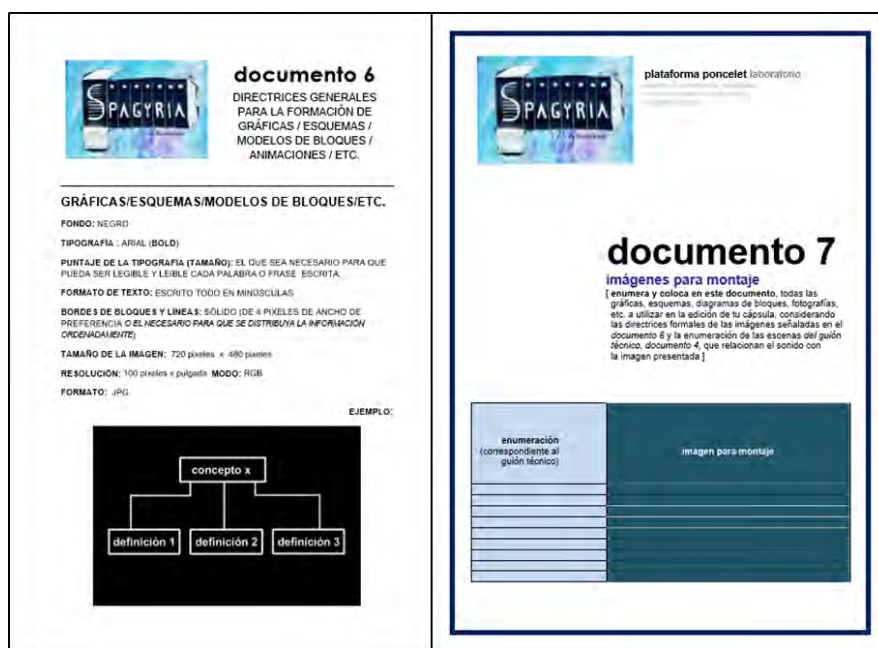 SPAGYRIA
documento 6
DIRECTRICES GENERALES
PARA LA FORMACIÓN DE
GRÁFICAS / ESQUEMAS /
MODELOS DE BLOQUES /
ANIMACIONES / ETC.
GRÁFICAS/ESQUEMAS/MODELOS DE BLOQUES/ETC.
FONDO: NEGRO
TIPOGRAFÍA : ARIAL (BOLD)
PUNTAJE DE LA TIPOGRAFÍA (TAMAÑO): EL QUE SEA NECESARIO PARA QUE
PUEDA SER LEGIBLE Y LEIBLE CADA PALABRA O FRASE ESCRITA.
FORMATO DE TEXTO: ESCRITO TODO EN MINÚSCULAS
BORDES DE BLOQUES Y LÍNEAS: SÓLIDO (DE 4 PIXELES DE ANCHO DE
PREFERENCIA O EL NECESARIO PARA QUE SE DISTRIBUYA LA INFORMACIÓN
ORDENADAMENTE)
TAMAÑO DE LA IMAGEN: 720 pixeles x 480 pixeles
RESOLUCIÓN: 100 pixeles x pulgada MODO: RGB
FORMATO: JPG
EJEMPLO:
concepto x
definición 1 definición 2 definición 3
SPAGYRIA
plataforma poncelet laboratorio
documento 7
imágenes para montaje
[ enumera y coloca en este documento, todas las
gráficas, esquemas, diagramas de bloques, fotografías,
etc. a utilizar en la edición de tu cápsula, considerando
las directrices formales de las imágenes señaladas en el
documento 6 y la enumeración de las escenas del guión
técnico, documento 4, que relacionan el sonido con
la imagen presentada ]
enumeración
(correspondiente al
guión técnico)
imagen para montaje